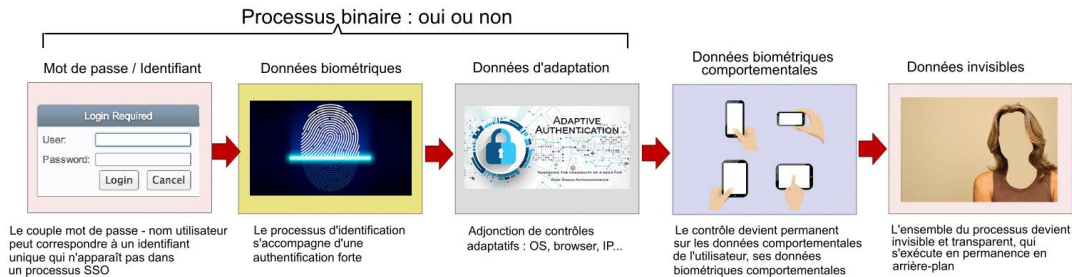 Processus binaire : oui ou non
Mot de passe / Identifiant
Données biométriques
Données d'adaptation
Données biométriques
comportementales
Données invisibles
Login Required
User:
Password:
Login
Cancel
ADAPTIVE
AUTHENTICATION
Le couple mot de passe - nom utilisateur
peut correspondre à un identifiant
unique qui n'apparaît pas dans
un processus SSO
Le processus d'identification
s'accompagne d'une
authentification forte
Adjonction de contrôles
adaptatifs : OS, browser, IP...
Le contrôle devient permanent
sur les données comportementales
de l'utilisateur, ses données
biométriques comportementales
L'ensemble du processus devient
invisible et transparent, qui
s'exécute en permanence en
arrière-plan